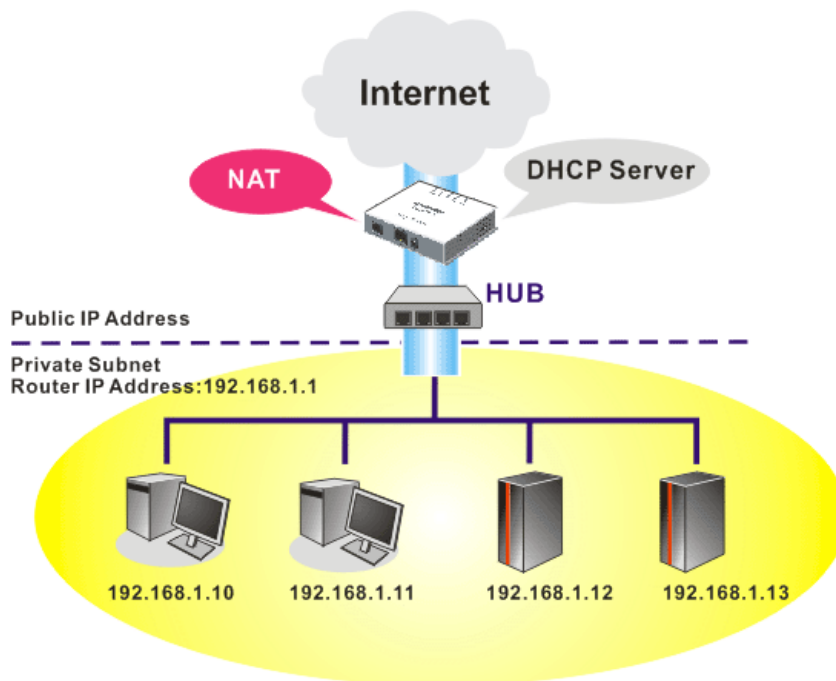 Internet
NAT
DHCP Server
HUB
Public IP Address
Private Subnet
Router IP Address:192.168.1.1
192.168.1.10
192.168.1.11
192.168.1.12
192.168.1.13